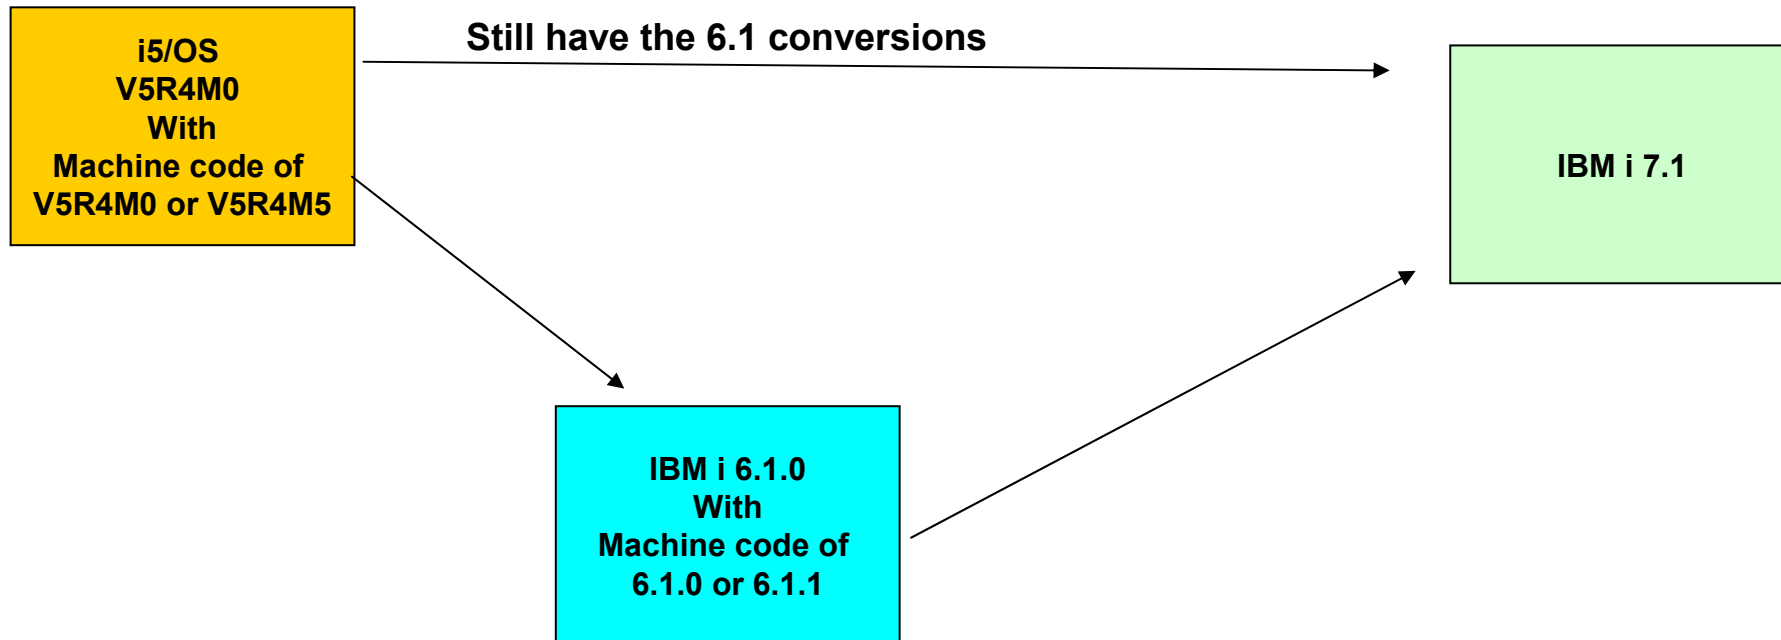 i5/OS
V5R4M0
With
Machine code of
V5R4M0 or V5R4M5
Still have the 6.1 conversions
IBM i 7.1
IBM i 6.1.0
With
Machine code of
6.1.0 or 6.1.1